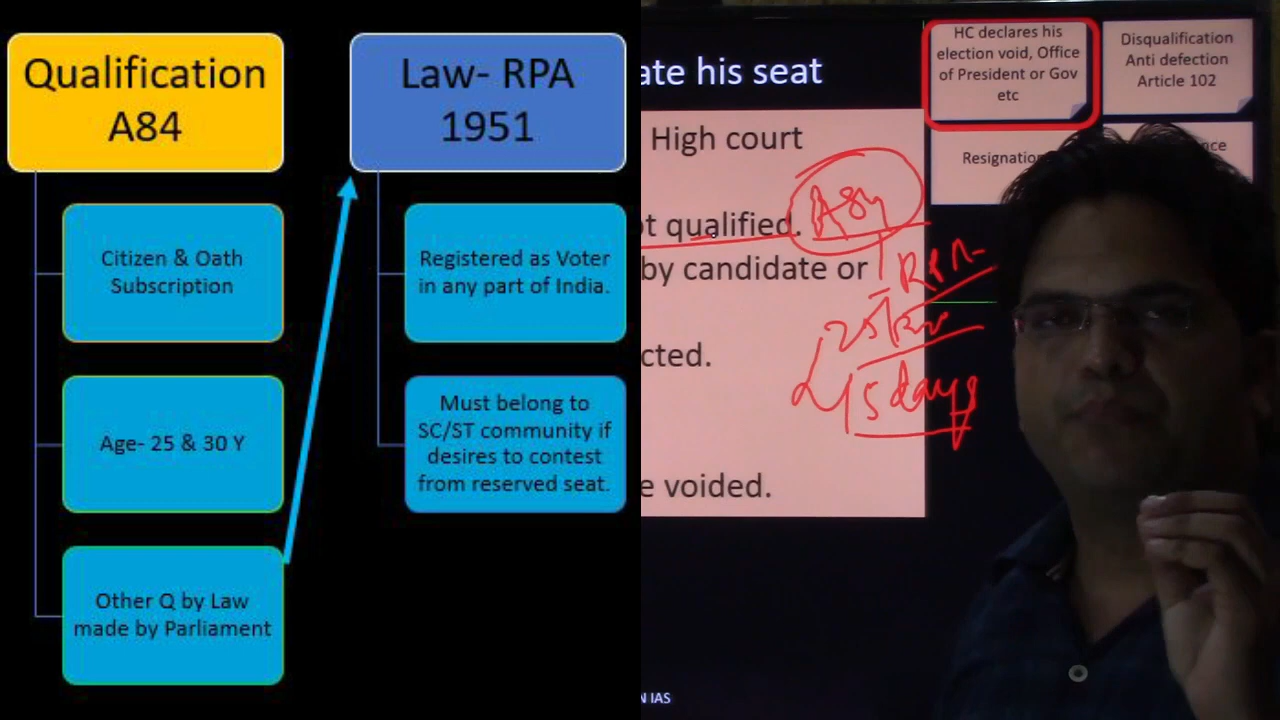 Qualification
A84
Citizen & Oath
Subscription
Age- 25 & 30 Y
Other Q by Law
made by Parliament
Law- RPA
1951
Registered as Voter
in any part of India.
Must belong to
SC/ST community if
desires to contest
from reserved seat.
ate his seat
High court
ot qualified. A84
by candidate or
RPA
cted.
15 days
e voided.
HC declares his
election void, Office
of President or Gov
etc
Disqualification
Anti defection
Article 102
Resignation
nce
N IAS